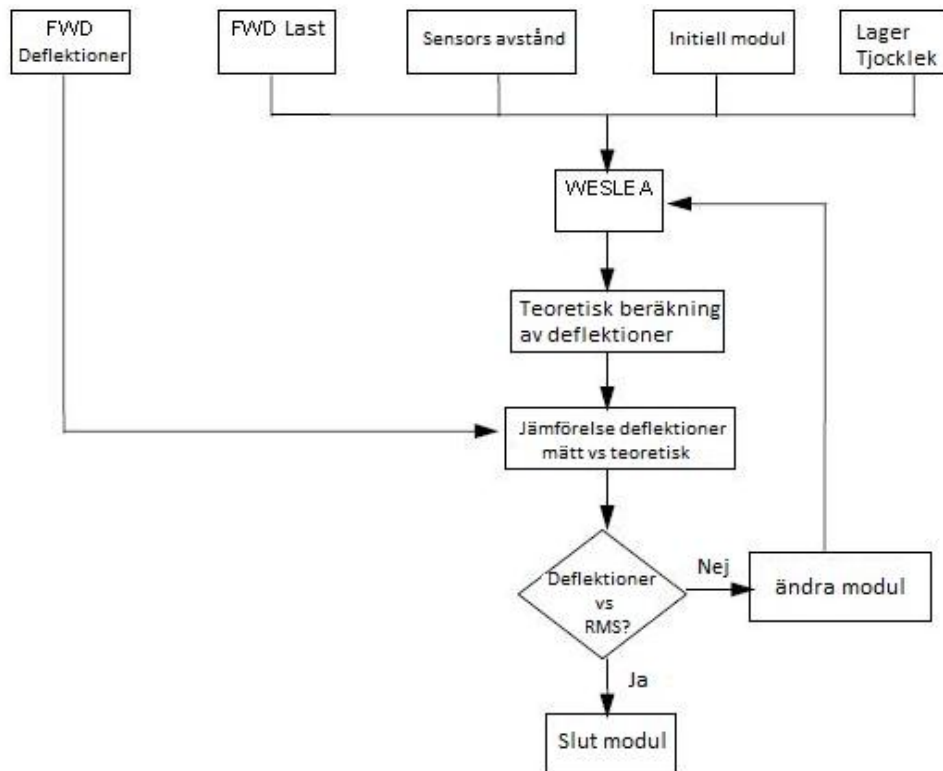 FWD
Deflektioner
FWD Last
Sensors avstånd
Initiell modul
Lager
Tjocklek
WESLEA
Teoretisk beräkning
av deflektioner
Jämförelse deflektioner
mätt vs teoretisk
Deflektioner
vs
RMS?
Nej
ändra modul
Ja
Slut modul